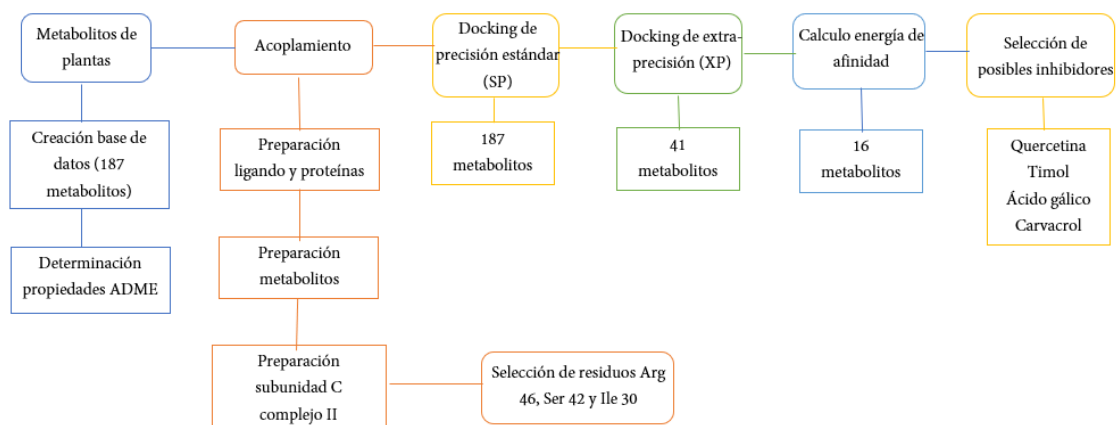 Metabolitos de
plantas
Acoplamiento
Docking de
precisión estándar
(SP)
Docking de extra-
precisión (XP)
Calculo energía de
afinidad
Selección de
posibles inhibidores
Creación base de
datos (187
metabolitos)
Preparación
ligando y proteínas
187
metabolitos
41
metabolitos
16
metabolitos
Quercetina
Timol
Ácido gálico
Carvacrol
Determinación
propiedades ADME
Preparación
metabolitos
Preparación
subunidad C
complejo II
Selección de residuos Arg
46, Ser 42 y Ile 30